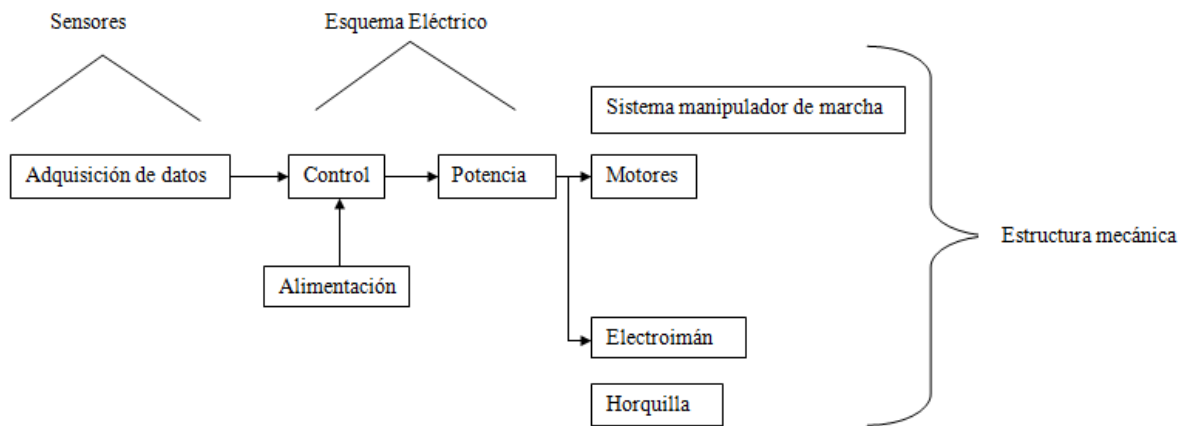 Sensores
Esquema Eléctrico
Sistema manipulador de marcha
Adquisición de datos
Control
Potencia
Motores
Estructura mecánica
Alimentación
Electroimán
Horquilla